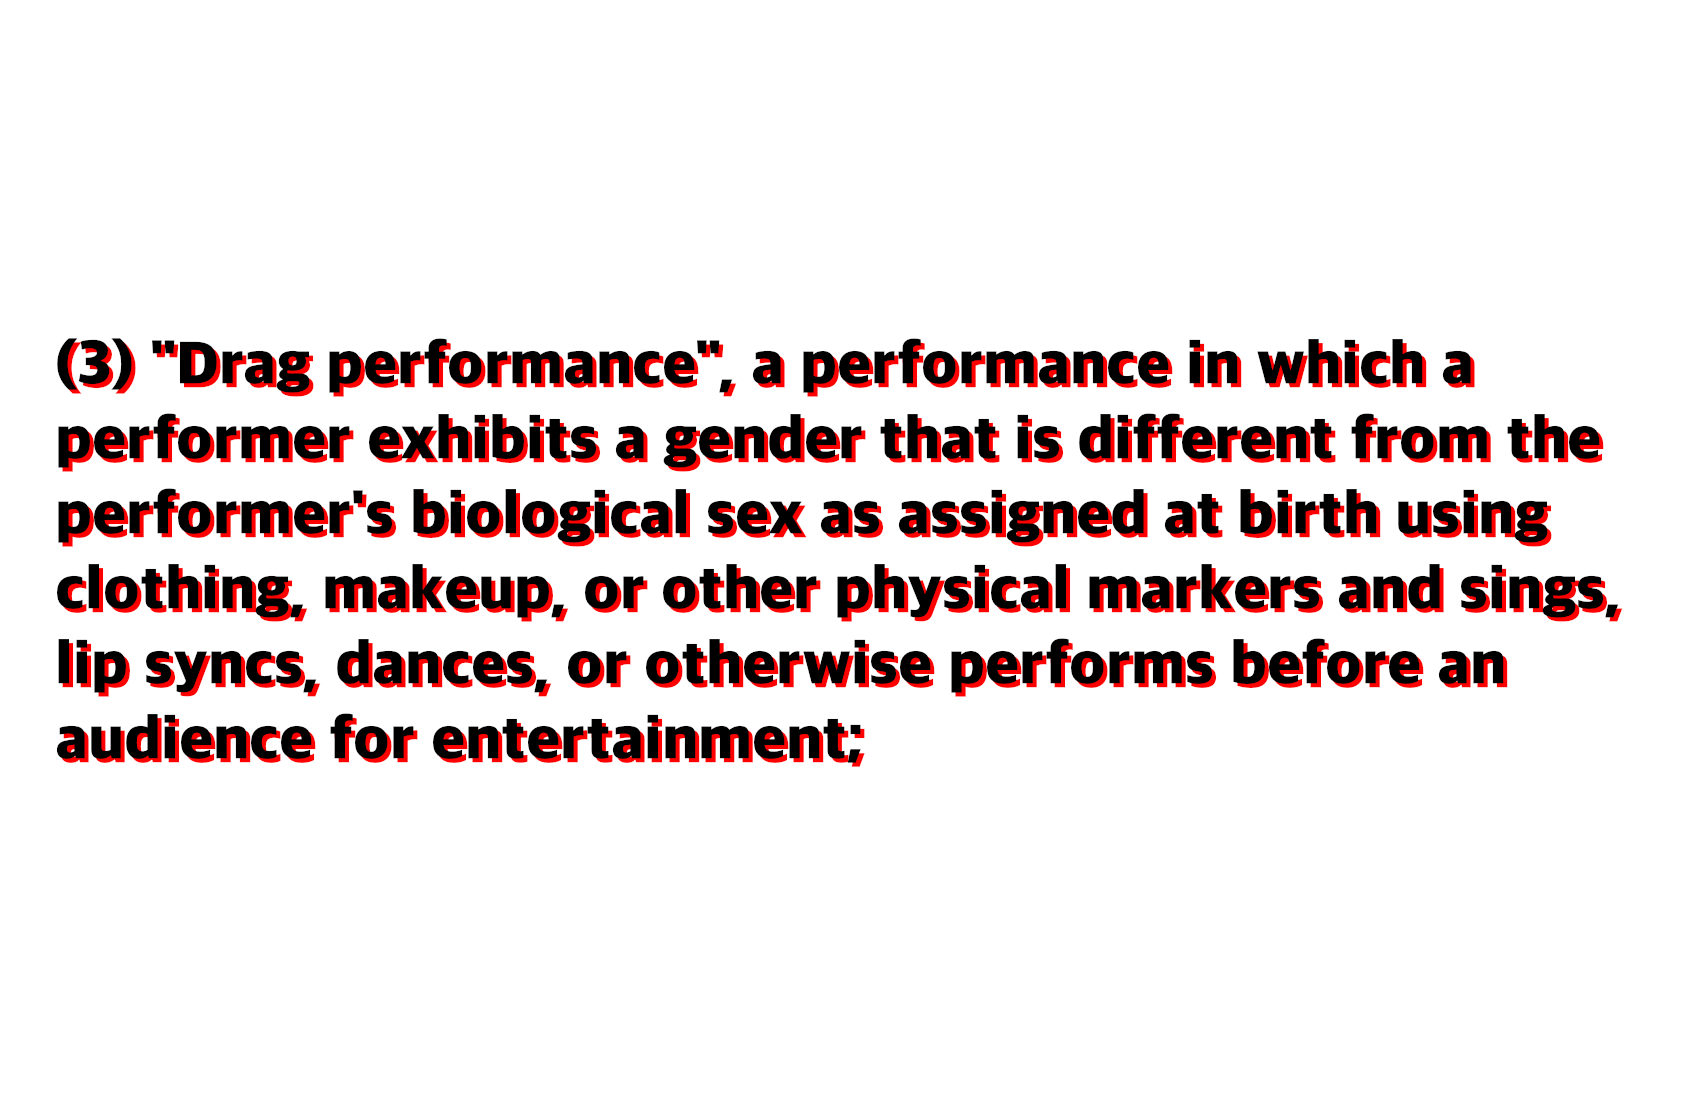 (3) "Drag performance", a performance in which a
performer exhibits a gender that is different from the
performer's biological sex as assigned at birth using
clothing, makeup, or other physical markers and sings,
lip syncs, dances, or otherwise performs before an
audience for entertainment;